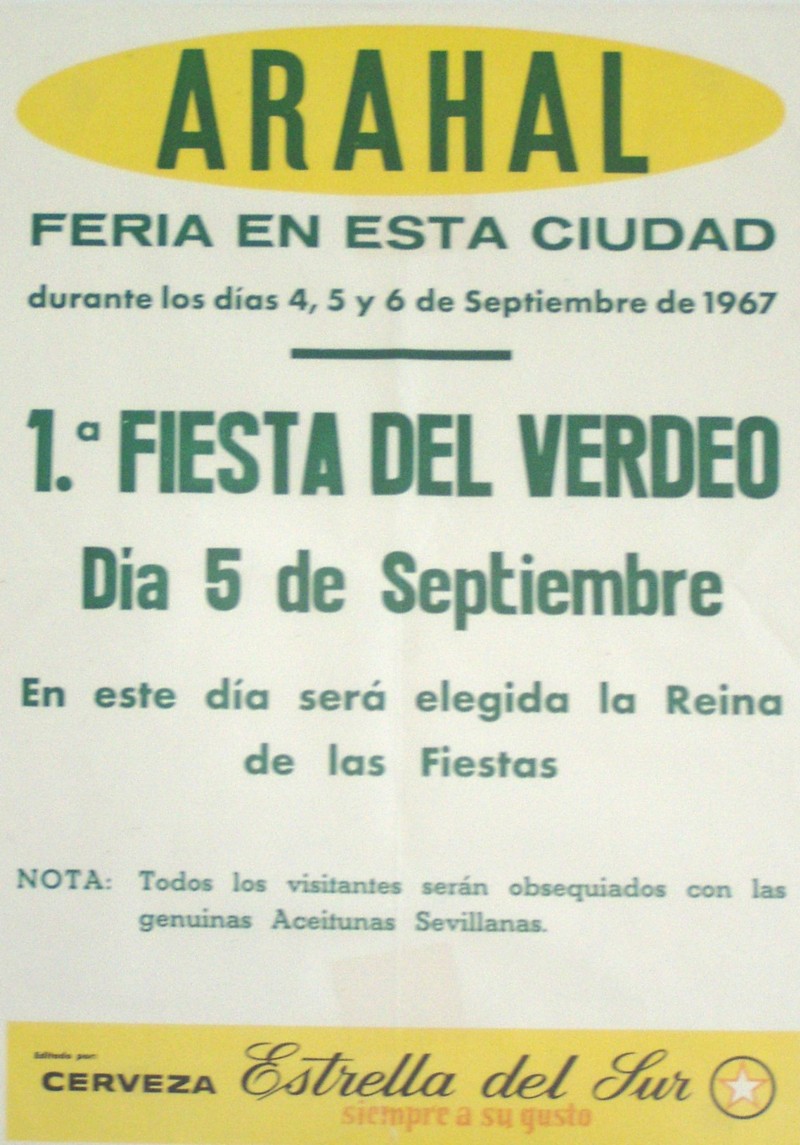 ARAHAL
FERIA EN ESTA CIUDAD
durante los días 4, 5 y 6 de Septiembre de 1967
1.ª FIESTA DEL VERDEO
Día 5 de Septiembre
En este día será elegida la Reina
de las Fiestas
NOTA: Todos los visitantes serán obsequiados con las
genuinas Aceitunas Sevillanas.
Editado por:
CERVEZA Estrella del Sur
siempre a su gusto